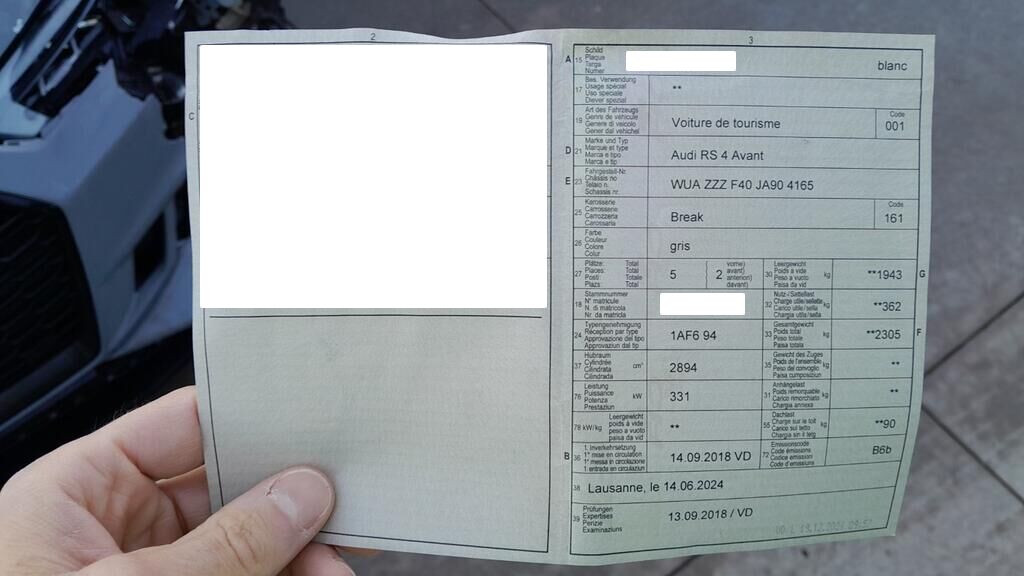 2
3
C
A 15 Schild
Plaque
Targa
Numer
blanc
17 Bes. Verwendung
Usage spécial
Uso speciale
Diever spezial
**
19 Art des Fahrzeugs
Genre de véhicule
Genere di veicolo
Gener dal vehichel
Voiture de tourisme
Code
001
D 21 Marke und Typ
Marque et type
Marca e tipo
Marca e tip
Audi RS 4 Avant
E 23 Fahrgestell-Nr.
Châssis no
Telaio n.
Schassis nr.
WUA ZZZ F40 JA90 4165
25 Karosserie
Carrosserie
Carrozzeria
Carossaria
Break
Code
161
26 Farbe
Couleur
Colore
Colur
gris
27 Plätze: Total
Places: Total
Posti: Totale
Plazs: Total
5 ( 2 vorne)
avant)
anteriori)
davant)
30 Leergewicht
Poids à vide
Peso a vuoto
Paisa da vid
kg
**1943
G
18 Stammnummer
N° matricule
N. di matricola
Nr. da matricla
32 Nutz-/Sattellast
Charge utile/sellette
Carico utile/sella
Chargia utila/sella
kg
**362
24 Typengenehmigung
Réception par type
Approvazione del tipo
Approvaziun dal tip
1AF6 94
33 Gesamtgewicht
Poids total
Peso totale
Paisa totala
kg
**2305
F
37 Hubraum
Cylindrée
Cilindrata
Cilindrada
cm³
2894
35 Gewicht des Zuges
Poids de l'ensemble
Peso del convoglio
Paisa cumposiziun
kg
**
76 Leistung
Puissance
Potenza
Prestaziun
kW
331
31 Anhängelast
Poids remorquable
Carico rimorchiato
Chargia annexa
kg
**
78 kW/kg
Leergewicht
poids à vide
peso a vuoto
paisa da vid
**
55 Dachlast
Charge sur le toit
Carico sul tetto
Chargia sin il tetg
kg
**90
B 36 1. Inverkehrsetzung
1re mise en circulation
1a messa in circolazione
1. entrada en circulaziun
14.09.2018 VD
72 Emissionscode
Code émissions
Codice emissioni
Code d'emissiuns
B6b
38 Lausanne, le 14.06.2024
39 Prüfungen
Expertises
Perizie
Examinaziuns
13.09.2018 / VD